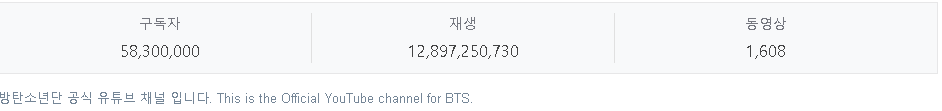 구독자 재생 동영상
58,300,000 12,897,250,730 1,608
방탄소년단 공식 유튜브 채널 입니다. This is the Official YouTube channel for BTS.